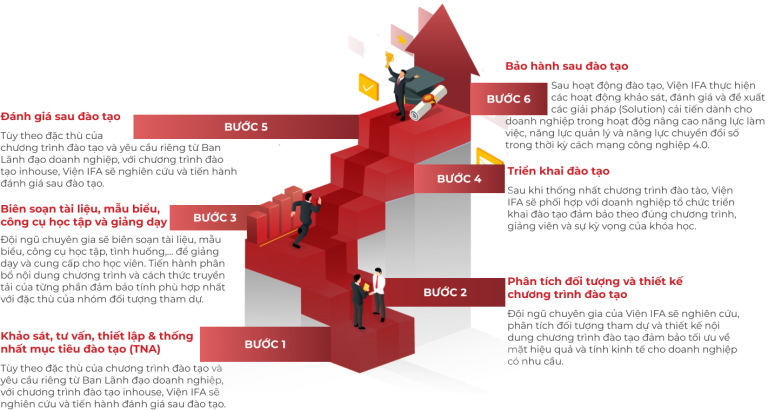 Bảo hành sau đào tạo
BƯỚC 6
Sau hoạt động đào tạo, Viện IFA thực hiện
các hoạt động khảo sát, đánh giá và đề xuất
các giải pháp (Solution) cải tiến dành cho
doanh nghiệp trong hoạt độg nâng cao năng lực làm
việc, năng lực quản lý và năng lực chuyển đổi số
trong thời kỳ cách mạng công nghiệp 4.0.
Đánh giá sau đào tạo
BƯỚC 5
Tùy theo đặc thù của
chương trình đào tạo và yêu cầu riêng từ Ban
Lãnh đạo doanh nghiệp, với chương trình đào
tạo inhouse, Viện IFA sẽ nghiên cứu và tiến hành
đánh giá sau đào tạo.
BƯỚC 4
Triển khai đào tạo
Sau khi thống nhất chương trình đào tào, Viện
IFA sẽ phối hợp với doanh nghiệp tổ chức triển
khai đào tạo đảm bảo theo đúng chương trình,
giảng viên và sự kỳ vọng của khóa học.
Biên soạn tài liệu, mẫu biểu,
công cụ học tập và giảng dạy
BƯỚC 3
Đội ngũ chuyên gia sẽ biên soạn tài liệu, mẫu
biểu, công cụ học tập, tình huống,... để giảng
dạy và cung cấp cho học viên. Tiến hành phân
bổ nội dung chương trình và cách thức truyền
tải của từng phần đảm bảo tính phù hợp nhất
với đặc thù của nhóm đối tượng tham dự.
BƯỚC 2
Phân tích đối tượng và thiết kế
chương trình đào tạo
Đội ngũ chuyên gia của Viện IFA sẽ nghiên cứu,
phân tích đối tượng tham dự và thiết kế nội
dung chương trình đào tạo đảm bảo tối ưu về
mặt hiệu quả và tính kinh tế cho doanh nghiệp
có nhu cầu.
Khảo sát, tư vấn, thiết lập & thống
nhất mục tiêu đào tạo (TNA)
BƯỚC 1
Tùy theo đặc thù của chương trình đào tạo và
yêu cầu riêng từ Ban Lãnh đạo doanh nghiệp,
với chương trình đào tạo inhouse, Viện IFA sẽ
nghiên cứu và tiến hành đánh giá sau đào tạo.